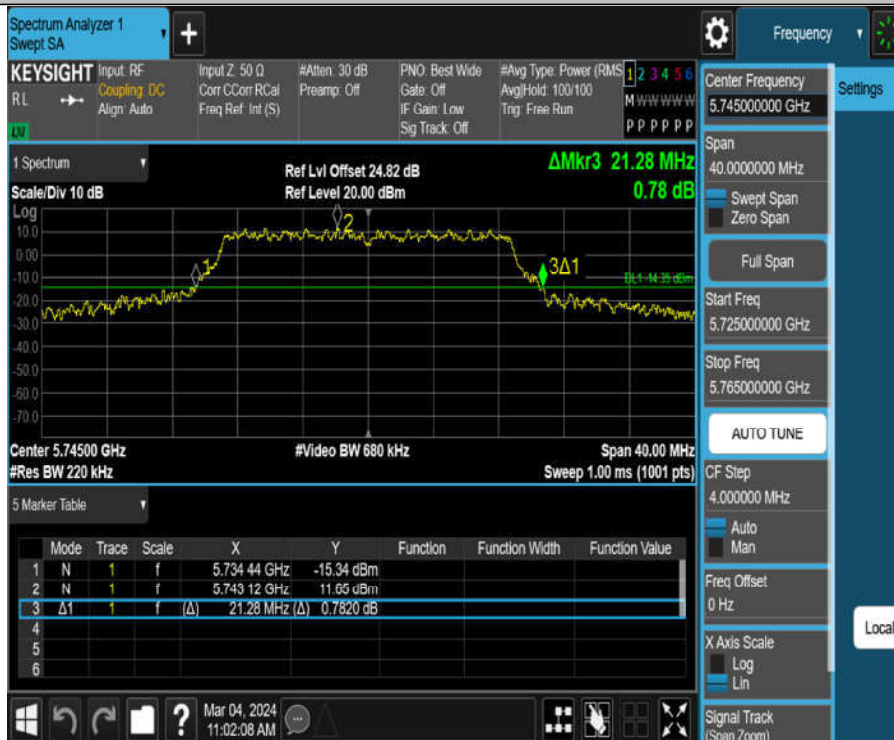 Spectrum Analyzer 1
Swept SA
+
Frequency
KEYSIGHT
RL
Input: RF
Coupling: DC
Align: Auto
Input Z: 50 Ω
Corr CCorr RCal
Freq Ref: Int (S)
#Atten: 30 dB
Preamp: Off
PNO: Best Wide
Gate: Off
IF Gain: Low
Sig Track: Off
#Avg Type: Power (RMS
Avg|Hold: 100/100
Trig: Free Run
1 2 3 4 5 6
M W W W W W
P P P P P P
1 Spectrum
Scale/Div 10 dB
Ref Lvl Offset 24.82 dB
Ref Level 20.00 dBm
ΔMkr3 21.28 MHz
0.78 dB
Log
10.0
0.00
-10.0
-20.0
-30.0
-40.0
-50.0
-60.0
-70.0
1
2
3Δ1
DL1 -14.35 dBm
Center 5.74500 GHz
#Res BW 220 kHz
#Video BW 680 kHz
Span 40.00 MHz
Sweep 1.00 ms (1001 pts)
5 Marker Table
Mode Trace Scale X Y Function Function Width Function Value
1 N 1 f 5.734 44 GHz -15.34 dBm
2 N 1 f 5.743 12 GHz 11.65 dBm
3 Δ1 1 f (Δ) 21.28 MHz (Δ) 0.7820 dB
4
5
6
Mar 04, 2024
11:02:08 AM
Center Frequency
5.745000000 GHz
Settings
Span
40.0000000 MHz
Swept Span
Zero Span
Full Span
Start Freq
5.725000000 GHz
Stop Freq
5.765000000 GHz
AUTO TUNE
CF Step
4.000000 MHz
Auto
Man
Freq Offset
0 Hz
X Axis Scale
Log
Lin
Local
Signal Track
(Span Zoom)